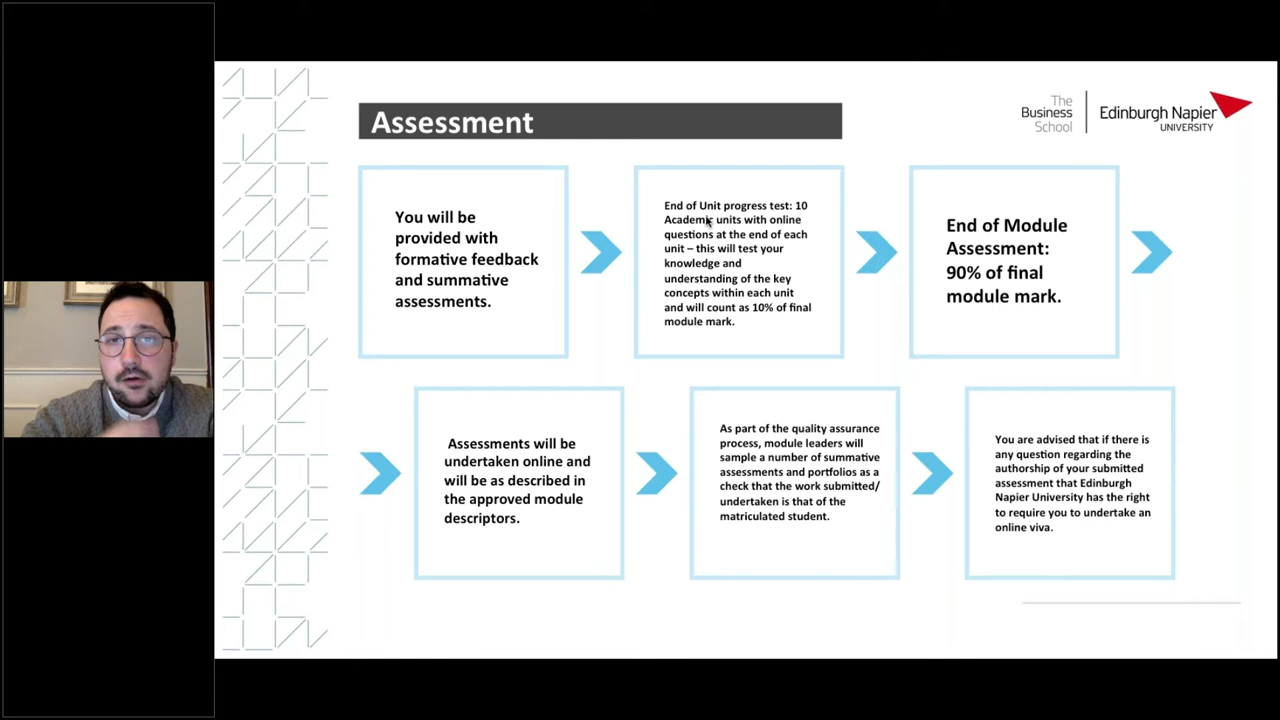 Assessment
The
Business
School
Edinburgh Napier
UNIVERSITY
You will be
provided with
formative feedback
and summative
assessments.
End of Unit progress test: 10
Academic units with online
questions at the end of each
unit – this will test your
knowledge and
understanding of the key
concepts within each unit
and will count as 10% of final
module mark.
End of Module
Assessment:
90% of final
module mark.
Assessments will be
undertaken online and
will be as described in
the approved module
descriptors.
As part of the quality assurance
process, module leaders will
sample a number of summative
assessments and portfolios as a
check that the work submitted/
undertaken is that of the
matriculated student.
You are advised that if there is
any question regarding the
authorship of your submitted
assessment that Edinburgh
Napier University has the right
to require you to undertake an
online viva.